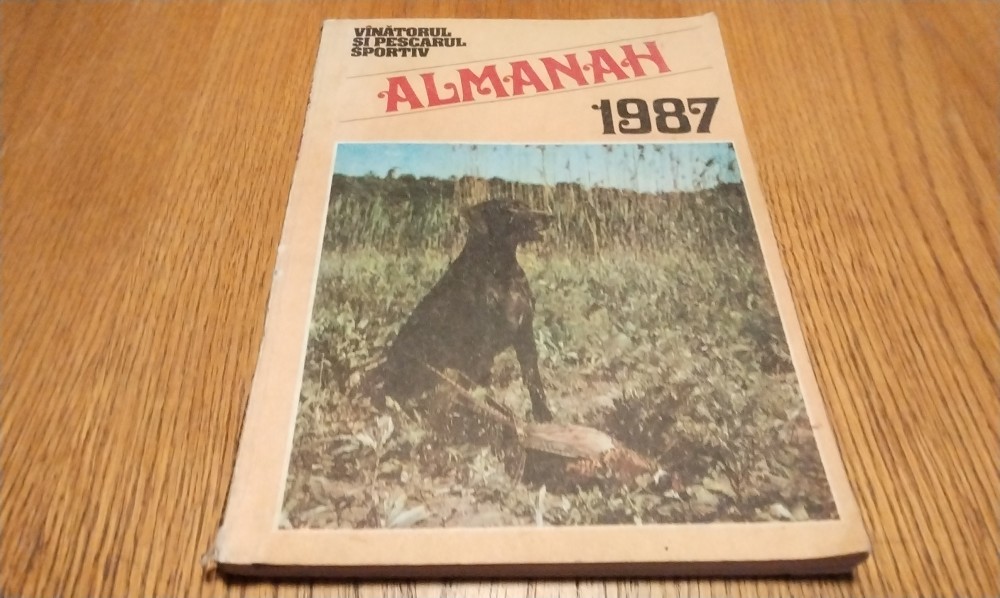 VÎNĂTORUL
ŞI PESCARUL
SPORTIV
ALMANAH
1987